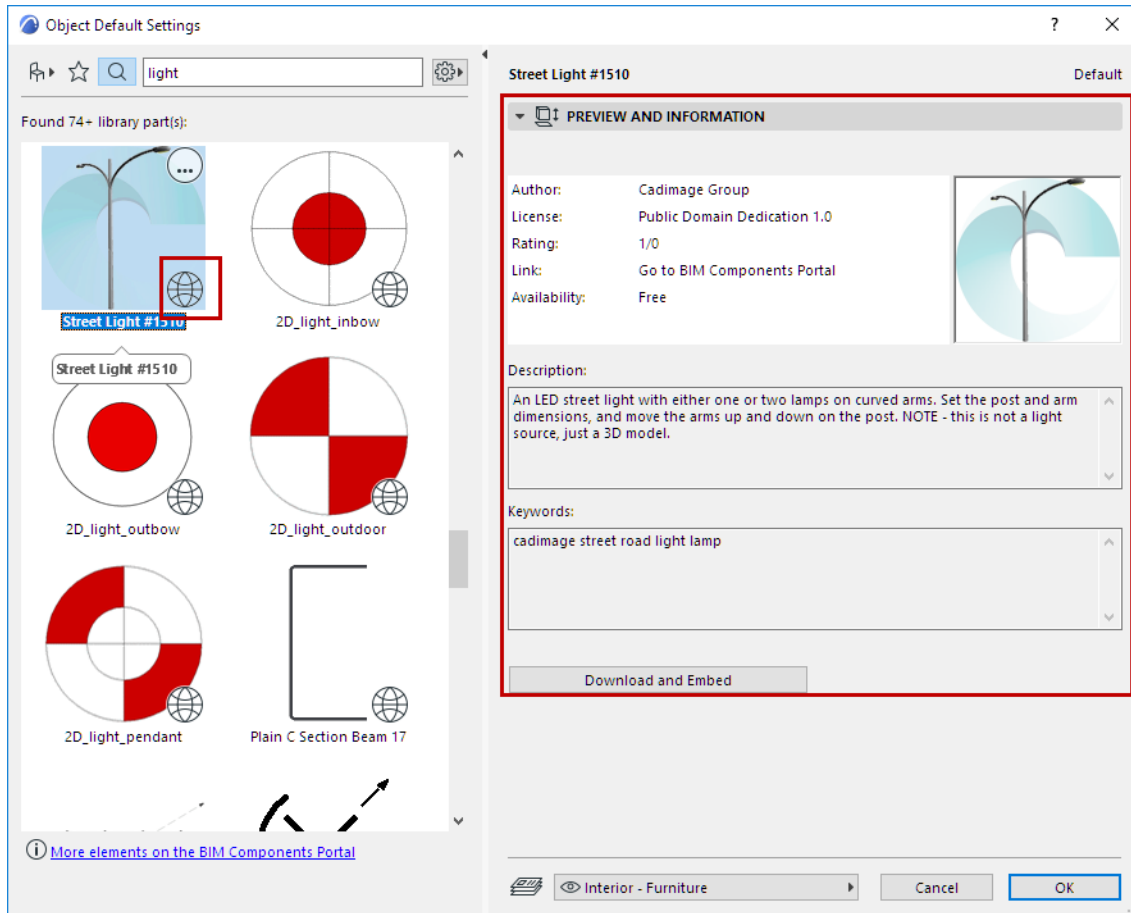 Object Default Settings
?
light
Found 74+ library part(s):
...
Street Light #1510
2D_light_inbow
Street Light #1510
2D_light_outbow
2D_light_outdoor
2D_light_pendant
Plain C Section Beam 17
More elements on the BIM Components Portal
Street Light #1510
Default
PREVIEW AND INFORMATION
Author: Cadimage Group
License: Public Domain Dedication 1.0
Rating: 1/0
Link: Go to BIM Components Portal
Availability: Free
Description:
An LED street light with either one or two lamps on curved arms. Set the post and arm
dimensions, and move the arms up and down on the post. NOTE - this is not a light
source, just a 3D model.
Keywords:
cadimage street road light lamp
Download and Embed
Interior - Furniture
Cancel
OK